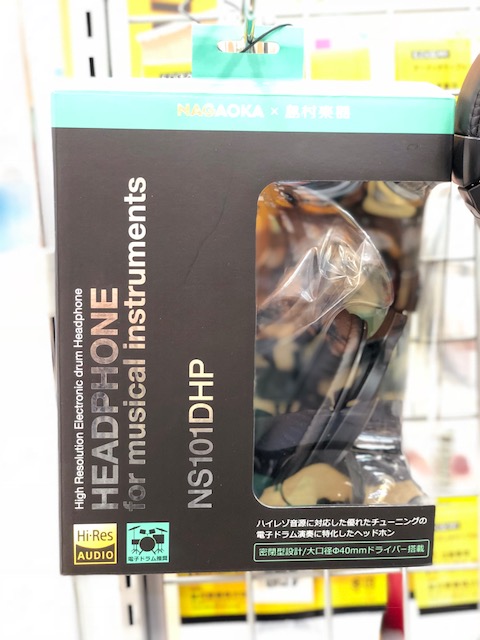 NAGAOKA × 島村楽器
High Resolution Electronic drum Headphone
HEADPHONE
for musical instruments
NS101DHP
Hi-Res
AUDIO
電子ドラム推奨
ハイレゾ音源に対応した優れたチューニングの
電子ドラム演奏に特化したヘッドホン
密閉型設計/大口径Φ40mmドライバー搭載